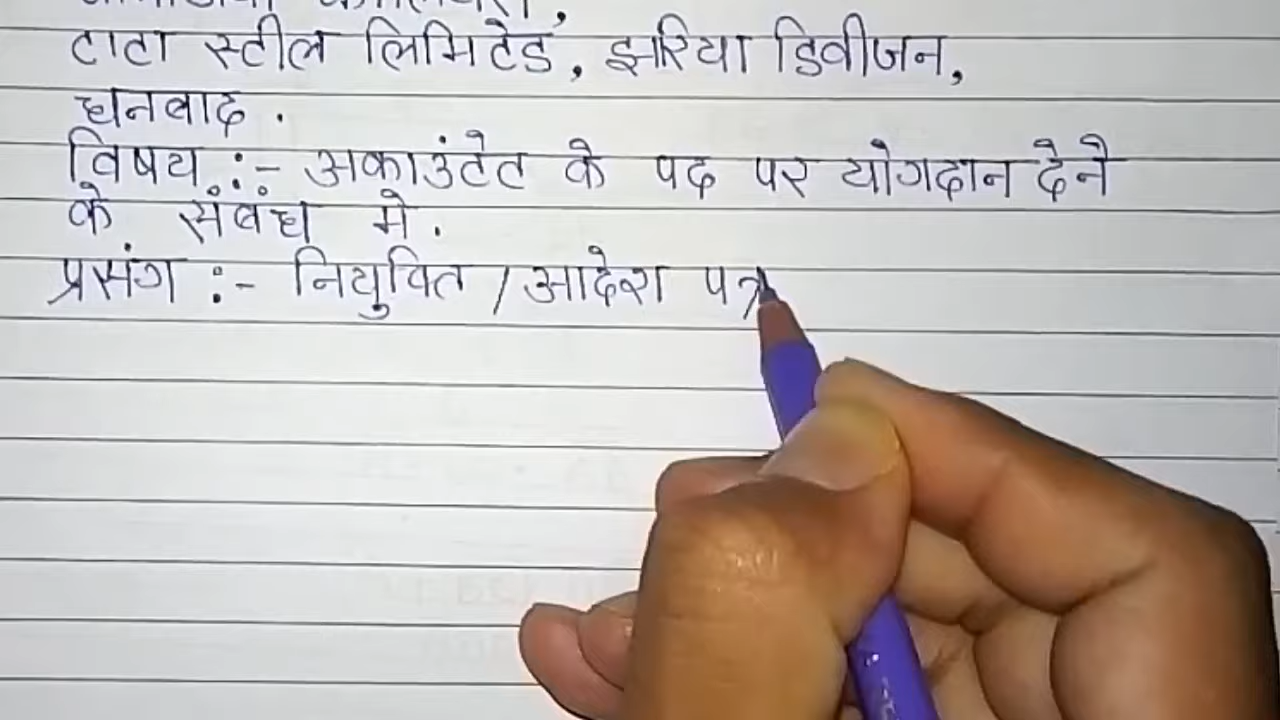 टाटा स्टील लिमिटेड, झरिया डिवीजन,
धनबाद.
विषय :- अकाउंटेट के पद पर योगदान देने
के संबंध मे.
प्रसंग :- नियुक्ति / आदेश पत्र